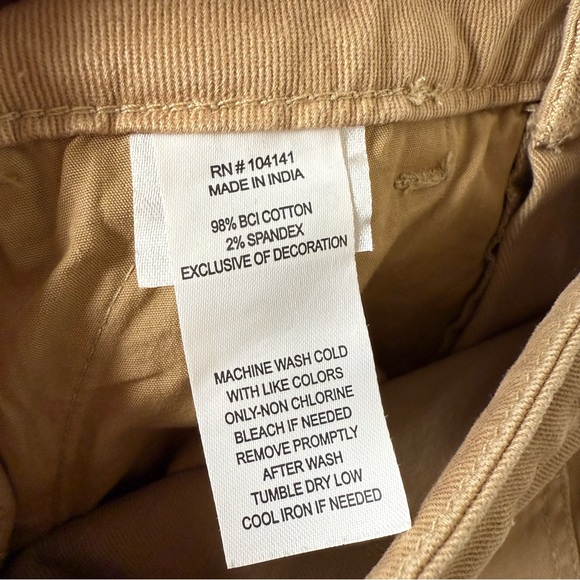 RN # 104141
MADE IN INDIA
98% BCI COTTON
2% SPANDEX
EXCLUSIVE OF DECORATION
MACHINE WASH COLD
WITH LIKE COLORS
ONLY-NON CHLORINE
BLEACH IF NEEDED
REMOVE PROMPTLY
AFTER WASH
TUMBLE DRY LOW
COOL IRON IF NEEDED